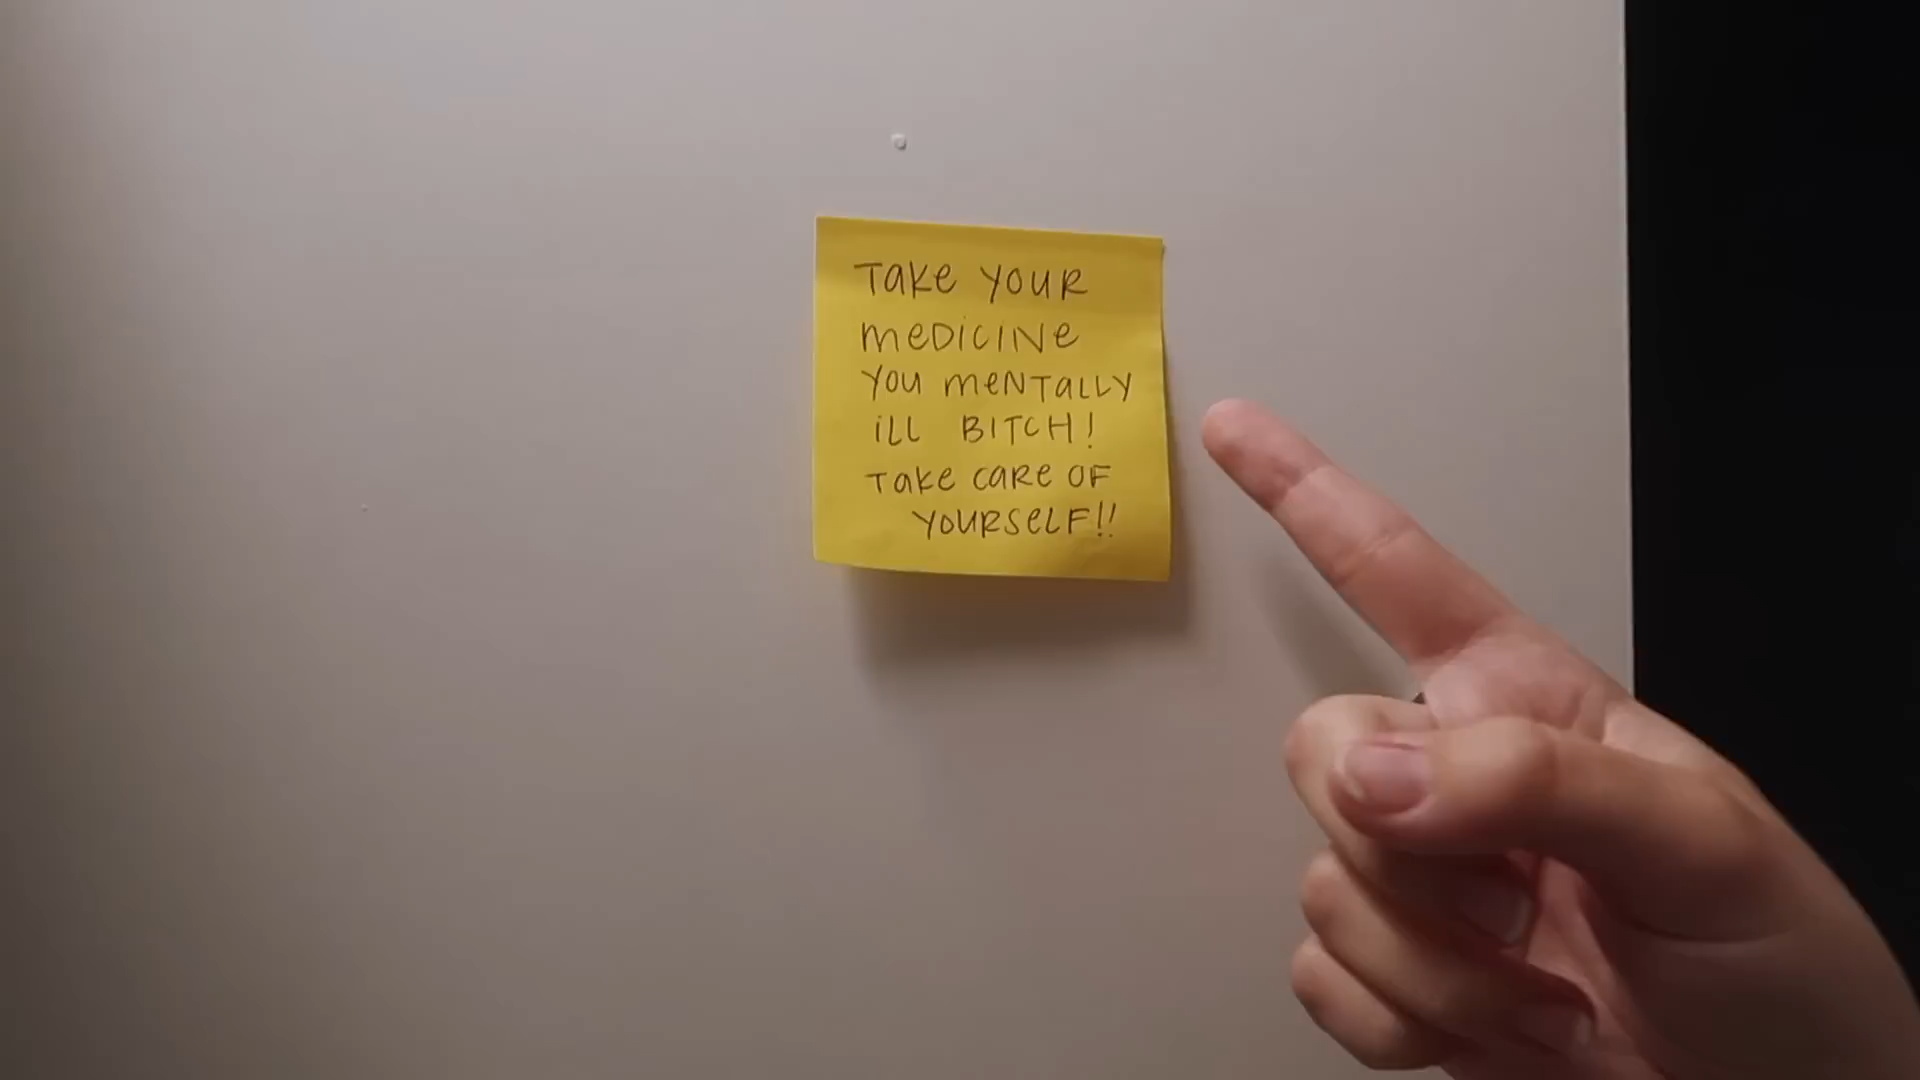 Take YOUR
meDicine
YOU meNTaLLY
iLL BITCH!
Take care OF
YOURSeLF!!